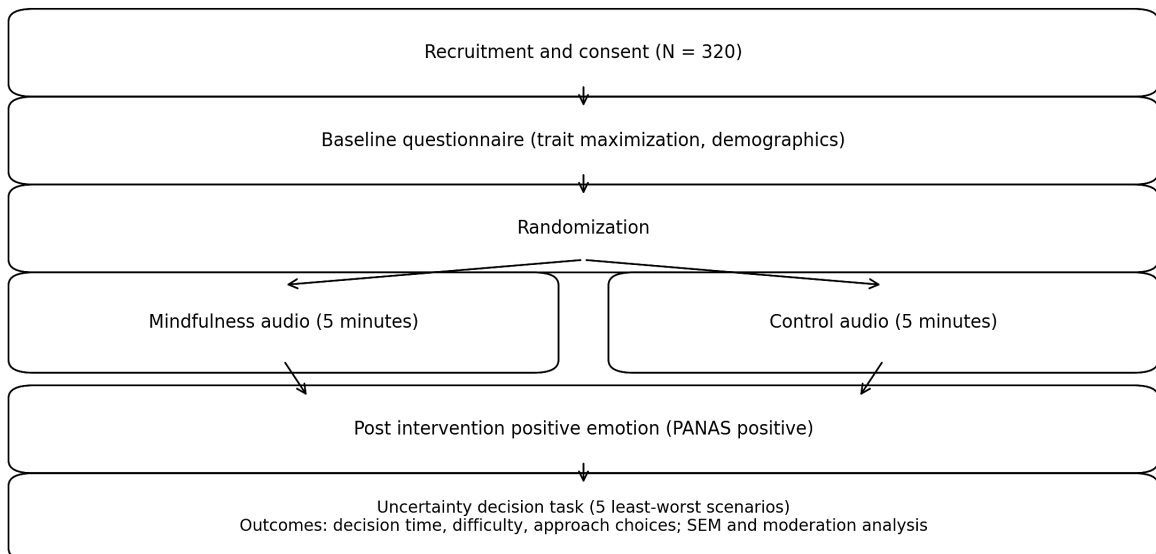 Recruitment and consent (N = 320)
Baseline questionnaire (trait maximization, demographics)
Randomization
Mindfulness audio (5 minutes)
Control audio (5 minutes)
Post intervention positive emotion (PANAS positive)
Uncertainty decision task (5 least-worst scenarios)
Outcomes: decision time, difficulty, approach choices; SEM and moderation analysis